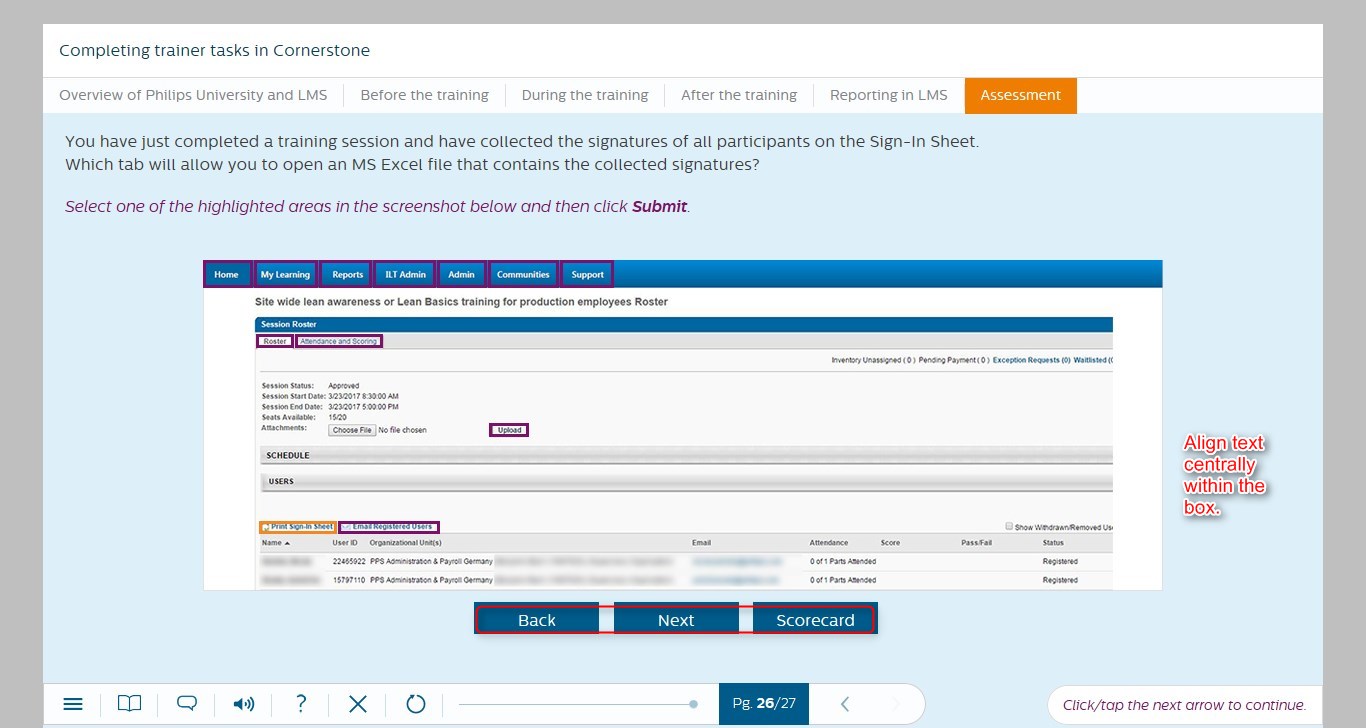 Completing trainer tasks in Cornerstone
Overview of Philips University and LMS Before the training During the training After the training Reporting in LMS Assessment
You have just completed a training session and have collected the signatures of all participants on the Sign-In Sheet.
Which tab will allow you to open an MS Excel file that contains the collected signatures?
Select one of the highlighted areas in the screenshot below and then click Submit.
Home My Learning Reports ILT Admin Admin Communities Support
Site wide lean awareness or Lean Basics training for production employees Roster
Session Roster
Roster Attendance and Scoring
Inventory Unassigned ( 0 ) Pending Payment ( 0 ) Exception Requests (0) Waitlisted (
Session Status: Approved
Session Start Date: 3/23/2017 8:30:00 AM
Session End Date: 3/23/2017 5:00:00 PM
Seats Available: 15/20
Attachments: Choose File No file chosen Upload
SCHEDULE
USERS
Print Sign-In Sheet Email Registered Users Show Withdrawn/Removed Us
Name User ID Organizational Unit(s) Email Attendance Score Pass/Fail Status
22465922 PPS Administration & Payroll Germany 0 of 1 Parts Attended Registered
15797110 PPS Administration & Payroll Germany 0 of 1 Parts Attended Registered
Align text
centrally
within the
box.
Back Next Scorecard
? Pg. 26/27 Click/tap the next arrow to continue.